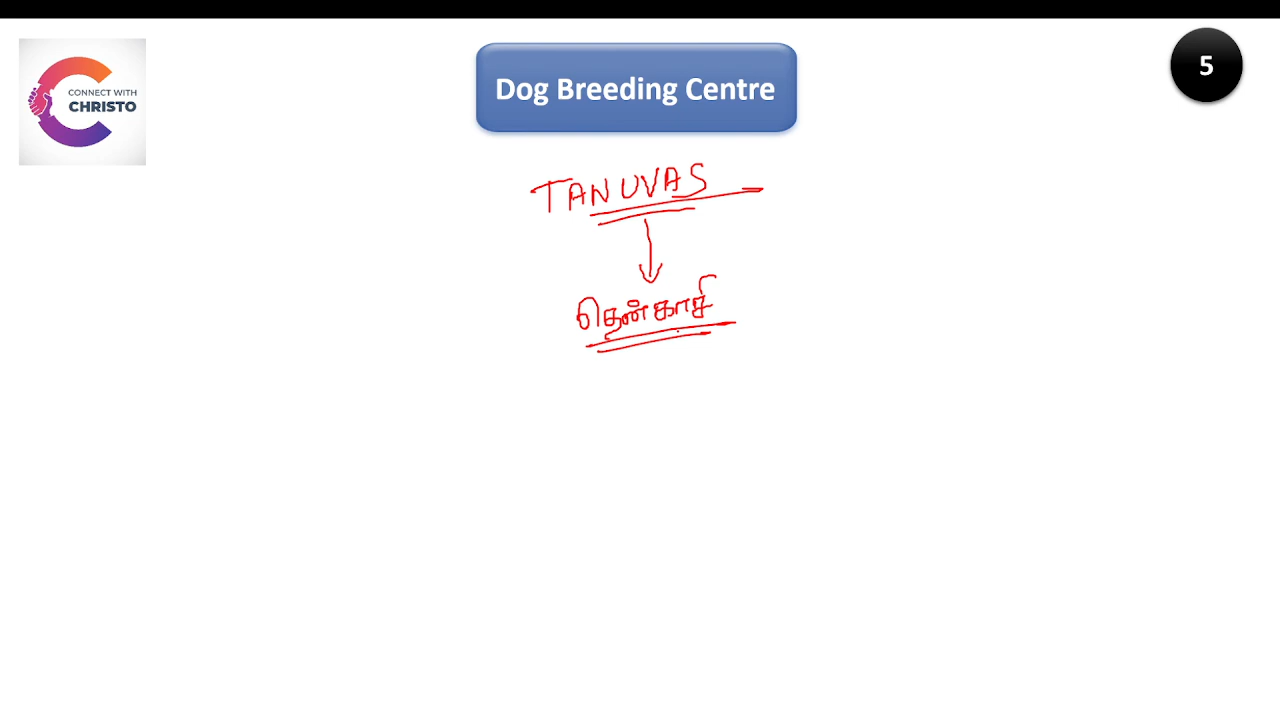 CONNECT WITH
CHRISTO
Dog Breeding Centre
5
TANUVAS
தென்காசி